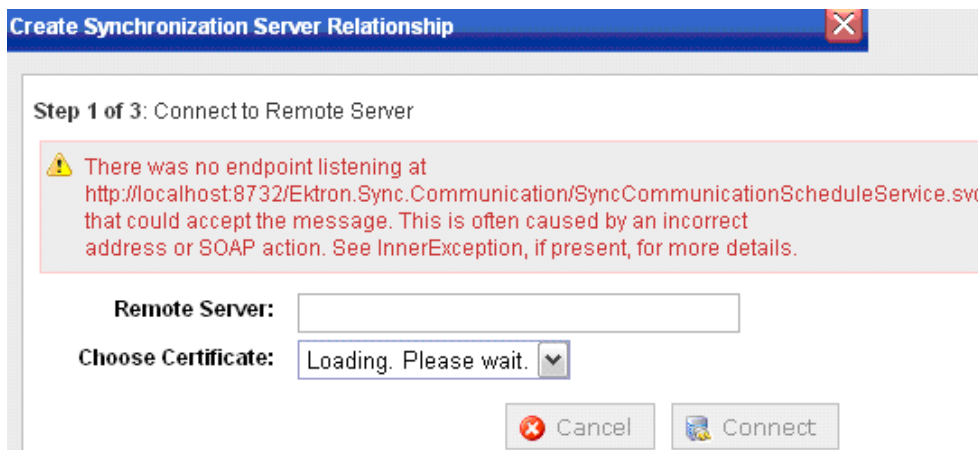 Create Synchronization Server Relationship
Step 1 of 3: Connect to Remote Server
There was no endpoint listening at
http://localhost:8732/Ektron.Sync.Communication/SyncCommunicationScheduleService.svc
that could accept the message. This is often caused by an incorrect
address or SOAP action. See InnerException, if present, for more details.
Remote Server:
Choose Certificate: Loading. Please wait.
Cancel Connect